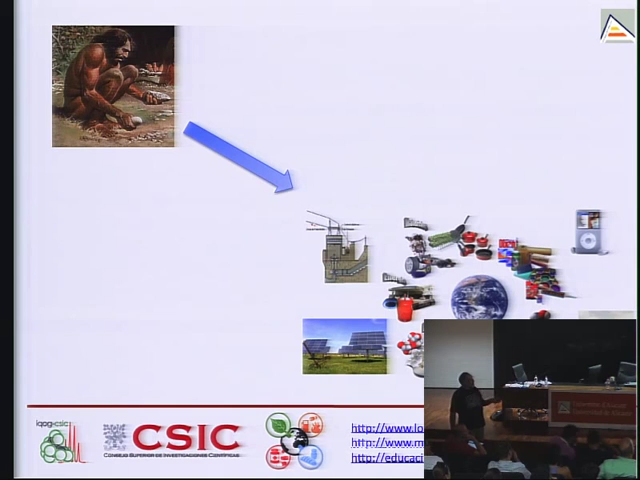 iqog-csic
CSIC
CONSEJO SUPERIOR DE INVESTIGACIONES CIENTÍFICAS
http://www.lo
http://www.m
http://educaci